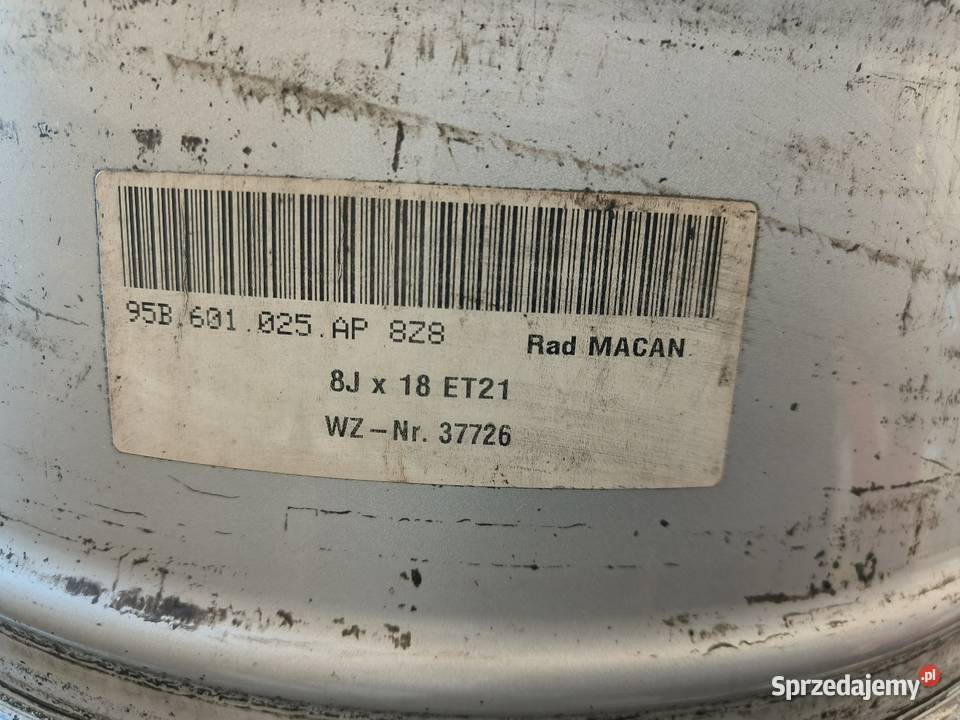 95B.601.025.AP 8Z8
Rad MACAN
8J x 18 ET21
WZ-Nr. 37726
Sprzedajemy.pl